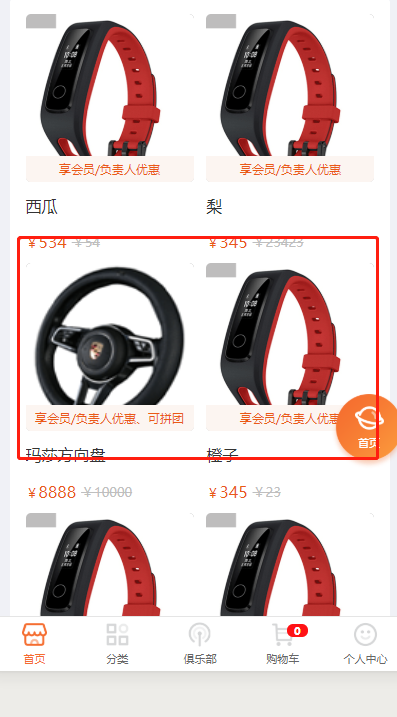 享会员/负责人优惠
享会员/负责人优惠
西瓜
梨
￥534 ￥54
￥345 ￥23423
享会员/负责人优惠、可拼团
享会员/负责人优惠
首页
玛莎方向盘
橙子
￥8888 ￥10000
￥345 ￥23
0
首页
分类
俱乐部
购物车
个人中心